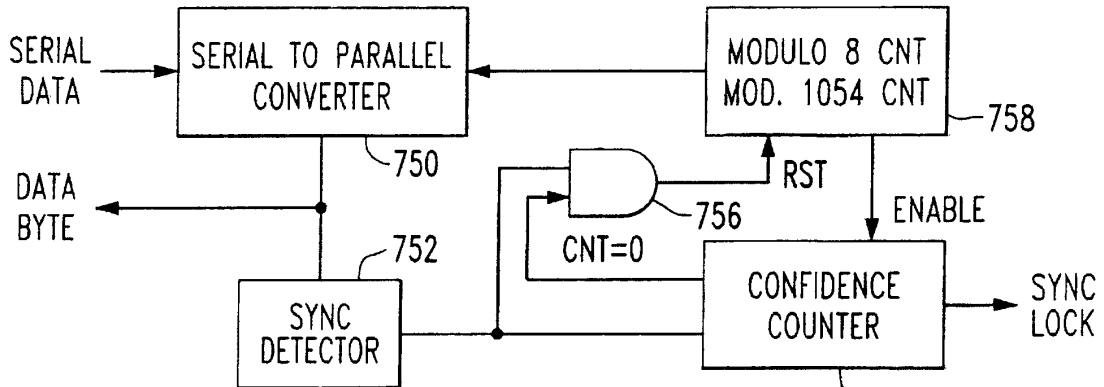 SERIAL
DATA
SERIAL TO PARALLEL
CONVERTER
MODULO 8 CNT
MOD. 1054 CNT
750
758
DATA
BYTE
RST
756
ENABLE
752
CNT=0
SYNC
DETECTOR
CONFIDENCE
COUNTER
SYNC
LOCK